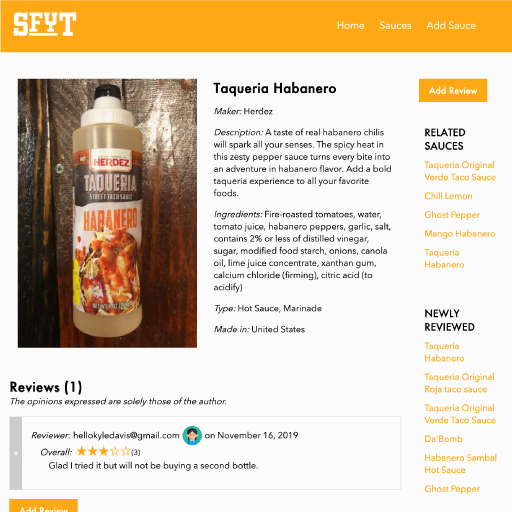 SFYT
Home Sauces Add Sauce
HERDEZ
TAQUERIA
STREET TACO SAUCE
HABANERO
Taqueria Habanero
Maker: Herdez
Description: A taste of real habanero chilis
will spark all your senses. The spicy heat in
this zesty pepper sauce turns every bite into
an adventure in habanero flavor. Add a bold
taqueria experience to all your favorite
foods.
Ingredients: Fire-roasted tomatoes, water,
tomato juice, habanero peppers, garlic, salt,
contains 2% or less of distilled vinegar,
sugar, modified food starch, onions, canola
oil, lime juice concentrate, xanthan gum,
calcium chloride (firming), citric acid (to
acidify)
Type: Hot Sauce, Marinade
Made in: United States
Add Review
RELATED
SAUCES
Taqueria Original
Verde Taco Sauce
Chili Lemon
Ghost Pepper
Mango Habanero
Taqueria
Habanero
NEWLY
REVIEWED
Taqueria
Habanero
Taqueria Original
Roja taco sauce
Taqueria Original
Verde Taco Sauce
Da'Bomb
Habanero Sambal
Hot Sauce
Ghost Pepper
Reviews (1)
The opinions expressed are solely those of the author.
+
Reviewer: hellokyledavis@gmail.com on November 16, 2019
Overall: ★★★☆☆(3)
Glad I tried it but will not be buying a second bottle.
Add Review